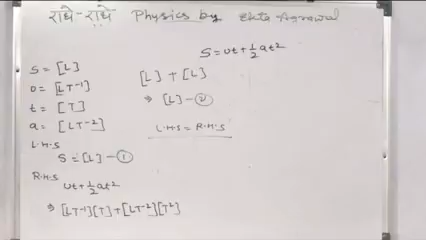 राधे-राधे Physics by Ekta Agrawal
S=ut+½at²
S = [L]
u = [LT⁻¹]
t = [T]
a = [LT⁻²]
L.H.S
S = [L] — ①
R.H.S
ut+½at²
⇒ [LT⁻¹][T]+[LT⁻²][T²]
[L] + [L]
⇒ [L] — ②
L.H.S = R.H.S